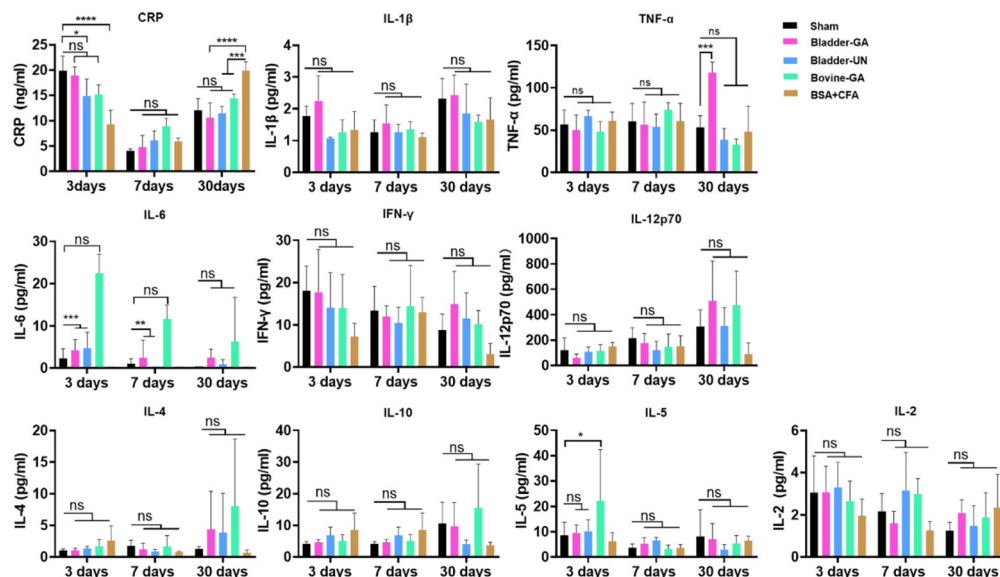 CRP
CRP (ng/ml)
25
20
15
10
5
0
****
*
ns
ns
ns
****
***
3days 7days 30days
IL-1β
IL-1β (pg/ml)
4
3
2
1
0
ns
ns
ns
3 days 7 days 30 days
TNF-α
TNF-α (pg/ml)
150
100
50
0
ns
ns
ns
***
3 days 7 days 30 days
Sham
Bladder-GA
Bladder-UN
Bovine-GA
BSA+CFA
IL-6
IL-6 (pg/ml)
30
20
10
0
ns
***
ns
**
ns
3 days 7 days 30 days
IFN-γ
IFN-γ (pg/ml)
30
20
10
0
ns
ns
ns
3 days 7 days 30 days
IL-12p70
IL-12p70 (pg/ml)
1000
800
600
400
200
0
ns
ns
ns
3 days 7 days 30 days
IL-4
IL-4 (pg/ml)
20
15
10
5
0
ns
ns
ns
3 days 7 days 30 days
IL-10
IL-10 (pg/ml)
40
30
20
10
0
ns
ns
ns
3 days 7 days 30 days
IL-5
IL-5 (pg/ml)
50
40
30
20
10
0
*
ns
ns
ns
3 days 7 days 30 days
IL-2
IL-2 (pg/ml)
6
4
2
0
ns
ns
ns
3 days 7 days 30 days